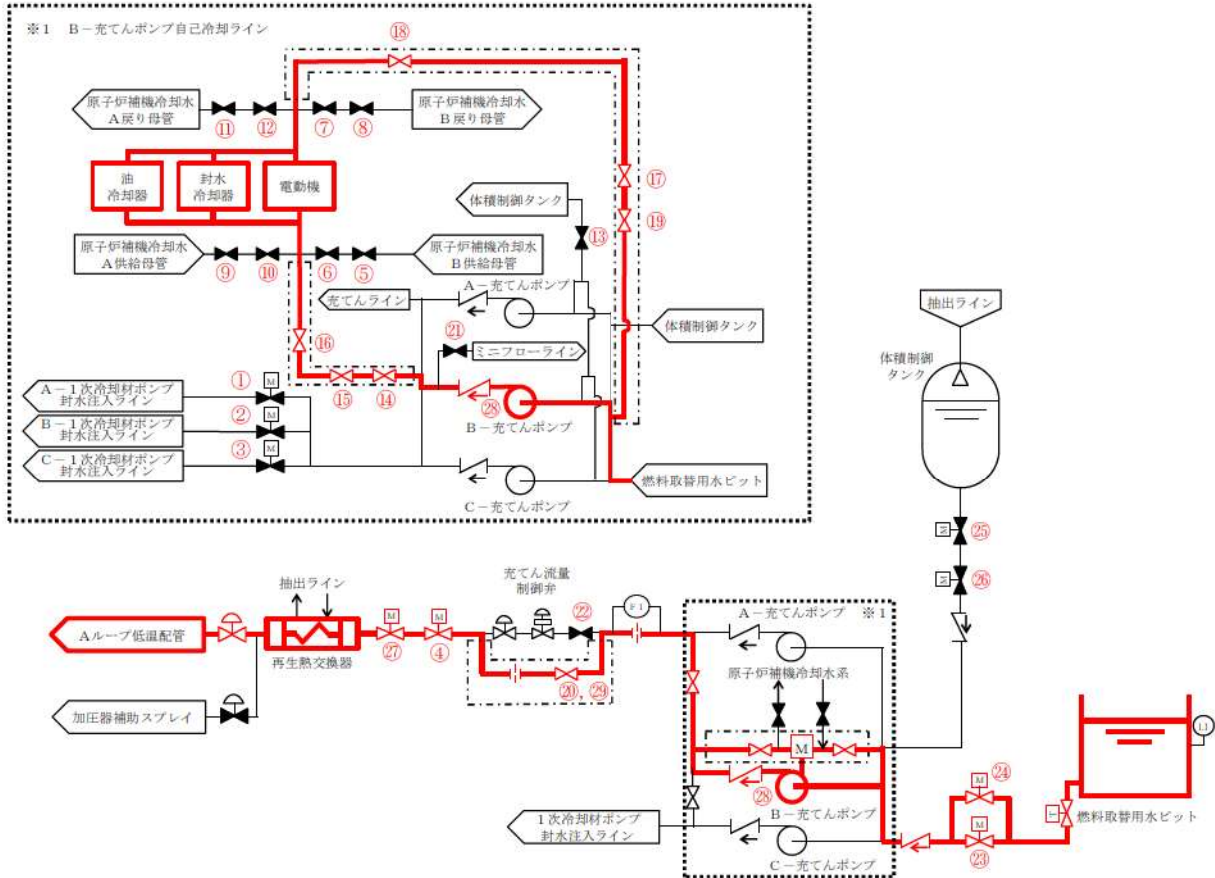 ※1 B－充てんポンプ自己冷却ライン
⑱
原子炉補機冷却水
A戻り母管
⑪
⑫
⑦
⑧
原子炉補機冷却水
B戻り母管
油
冷却器
封水
冷却器
電動機
⑰
⑲
体積制御タンク
⑬
原子炉補機冷却水
A供給母管
⑨
⑩
⑥
⑤
原子炉補機冷却水
B供給母管
A－充てんポンプ
充てんライン
体積制御タンク
⑯
㉑
ミニフローライン
⑮
⑭
㉘
B－充てんポンプ
①
M
A－1次冷却材ポンプ
封水注入ライン
②
M
B－1次冷却材ポンプ
封水注入ライン
③
M
C－1次冷却材ポンプ
封水注入ライン
燃料取替用水ピット
C－充てんポンプ
抽出ライン
体積制御
タンク
M
㉕
M
㉖
抽出ライン
充てん流量
制御弁
㉒
A－充てんポンプ
※1
Aループ低温配管
再生熱交換器
M
㉗
M
④
⑳, ㉙
原子炉補機冷却水系
加圧器補助スプレイ
M
㉘
B－充てんポンプ
1次冷却材ポンプ
封水注入ライン
C－充てんポンプ
M
㉔
M
㉓
燃料取替用水ピット